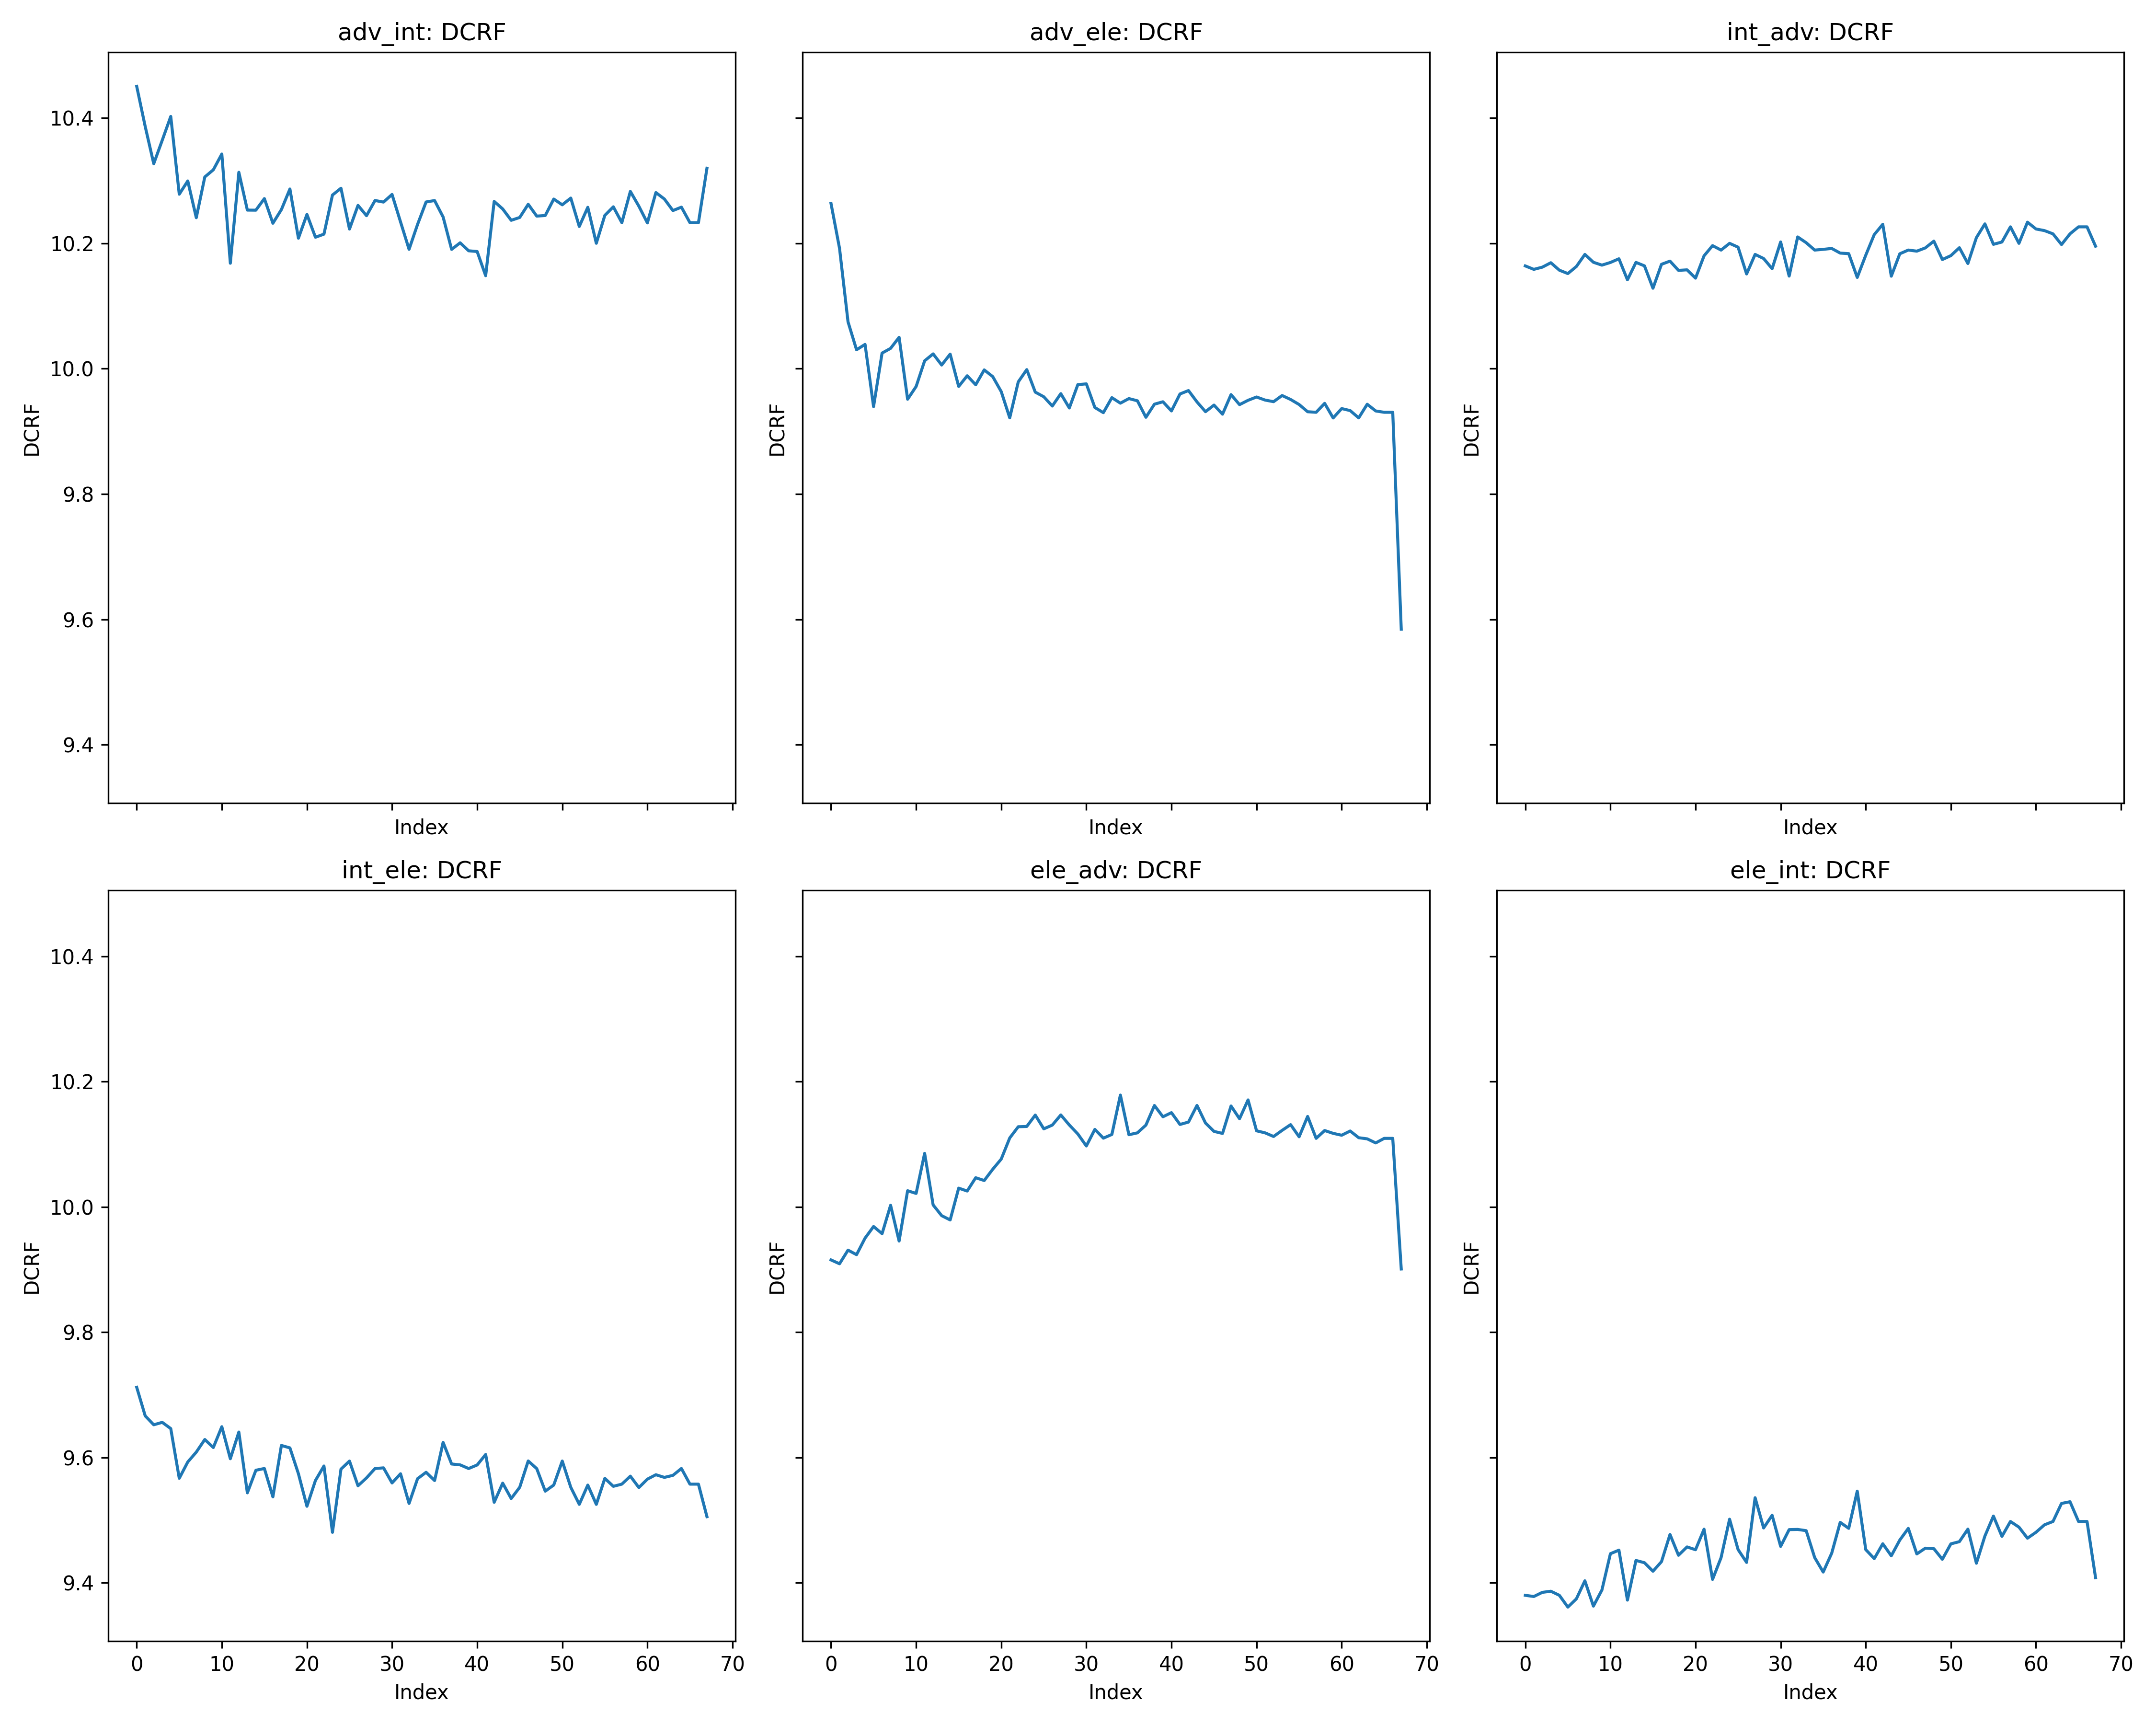 adv_int: DCRF
adv_ele: DCRF
int_adv: DCRF
10.4
10.2
10.0
9.8
9.6
9.4
DCRF
DCRF
DCRF
Index
Index
Index
int_ele: DCRF
ele_adv: DCRF
ele_int: DCRF
10.4
10.2
10.0
9.8
9.6
9.4
DCRF
DCRF
DCRF
0 10 20 30 40 50 60 70
0 10 20 30 40 50 60 70
0 10 20 30 40 50 60 70
Index
Index
Index